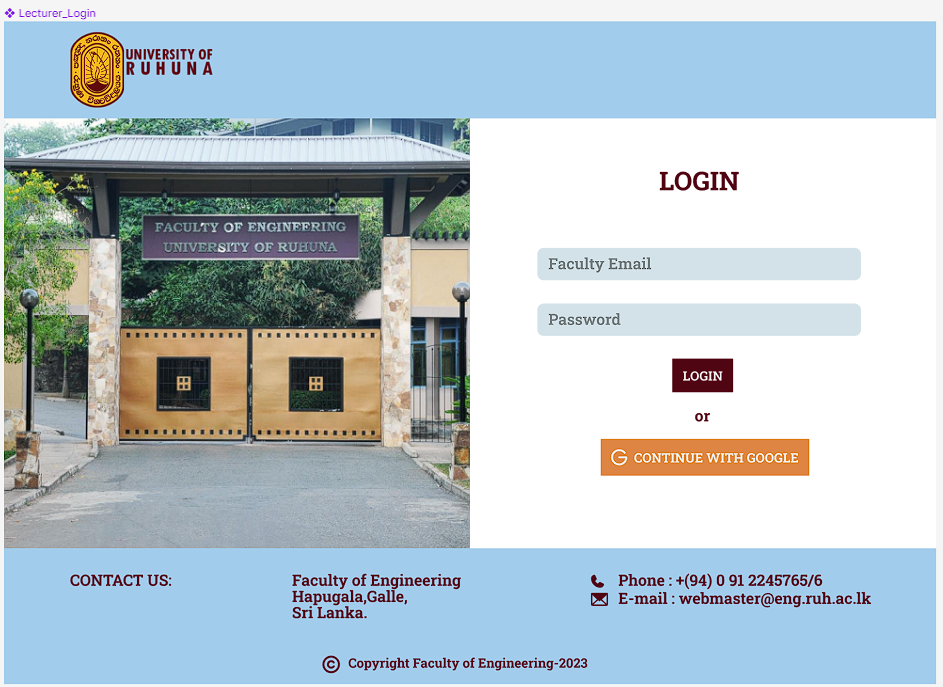 Lecturer_Login
UNIVERSITY OF
RUHUNA
FACULTY OF ENGINEERING
UNIVERSITY OF RUHUNA
LOGIN
Faculty Email
Password
LOGIN
or
CONTINUE WITH GOOGLE
CONTACT US:
Faculty of Engineering
Hapugala,Galle,
Sri Lanka.
Phone : +(94) 0 91 2245765/6
E-mail : webmaster@eng.ruh.ac.lk
© Copyright Faculty of Engineering-2023